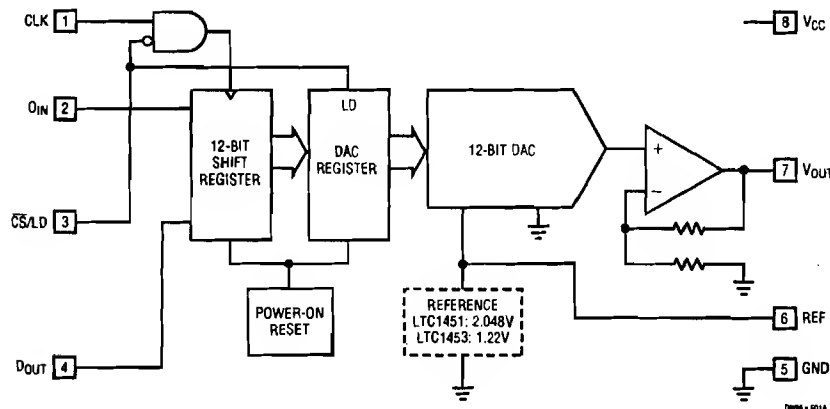 CLK 1
8 VCC
OIN 2
12-BIT
SHIFT
REGISTER
LD
DAC
REGISTER
12-BIT DAC
+
−
7 VOUT
CS/LD 3
POWER-ON
RESET
REFERENCE
LTC1451: 2.048V
LTC1453: 1.22V
6 REF
DOUT 4
5 GND